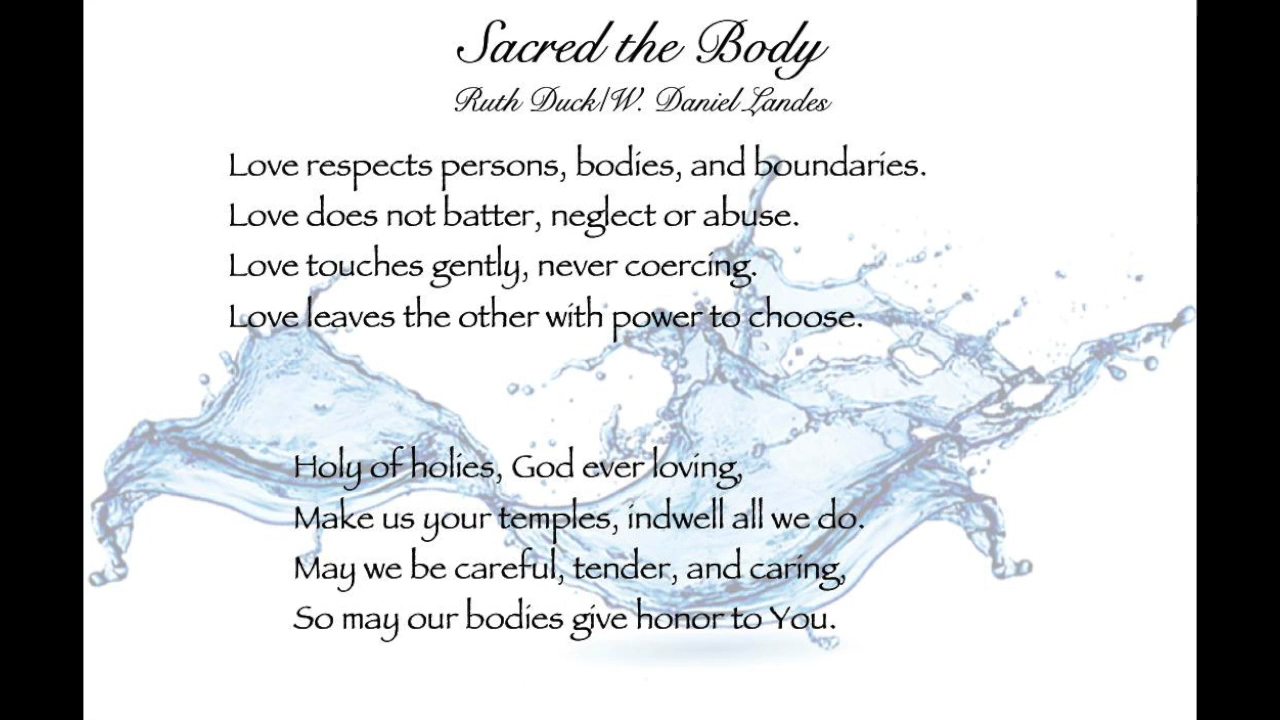 Sacred the Body
Ruth Duck/W. Daniel Landes
Love respects persons, bodies, and boundaries.
Love does not batter, neglect or abuse.
Love touches gently, never coercing.
Love leaves the other with power to choose.
Holy of holies, God ever loving,
Make us your temples, indwell all we do.
May we be careful, tender, and caring,
So may our bodies give honor to You.